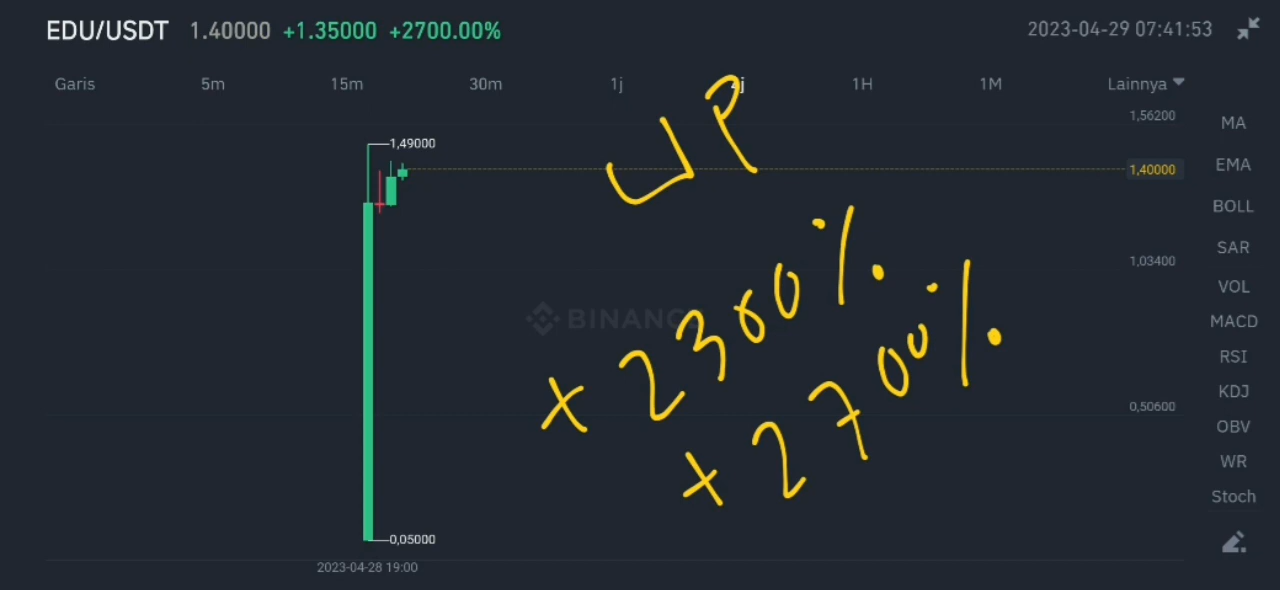 EDU/USDT 1.40000 +1.35000 +2700.00% 2023-04-29 07:41:53
Garis 5m 15m 30m 1j 4j 1H 1M Lainnya
UP
1,56200
1,49000
1,40000
1,03400
0,50600
0,05000
2023-04-28 19:00
BINANCE
+2300%
+2700%
MA
EMA
BOLL
SAR
VOL
MACD
RSI
KDJ
OBV
WR
Stoch